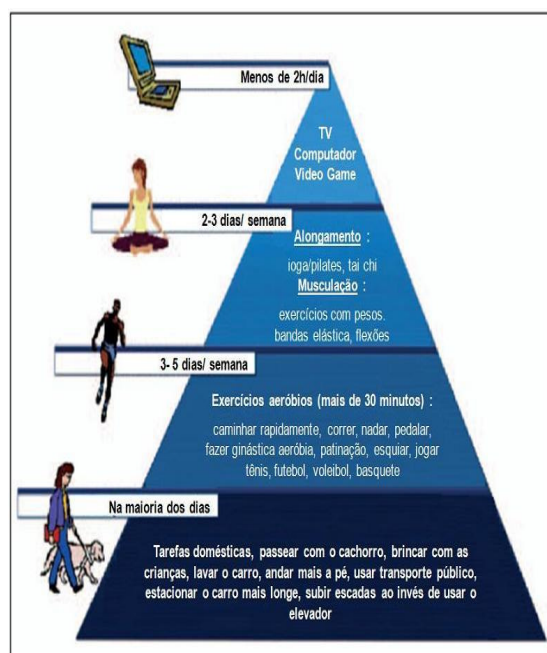 Menos de 2h/dia
TV
Computador
Video Game
2-3 dias/ semana
Alongamento :
ioga/pilates, tai chi
Musculação :
exercícios com pesos.
bandas elástica, flexões
3- 5 dias/ semana
Exercícios aeróbios (mais de 30 minutos) :
caminhar rapidamente, correr, nadar, pedalar,
fazer ginástica aeróbia, patinação, esquiar, jogar
tênis, futebol, voleibol, basquete
Na maioria dos dias
Tarefas domésticas, passear com o cachorro, brincar com as
crianças, lavar o carro, andar mais a pé, usar transporte público,
estacionar o carro mais longe, subir escadas ao invés de usar o
elevador